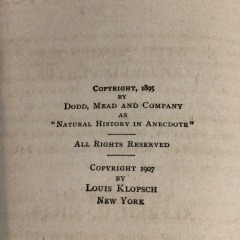 COPYRIGHT, 1895
BY
DODD, MEAD AND COMPANY
AS
"NATURAL HISTORY IN ANECDOTE"
ALL RIGHTS RESERVED
COPYRIGHT 1907
BY
LOUIS KLOPSCH
NEW YORK